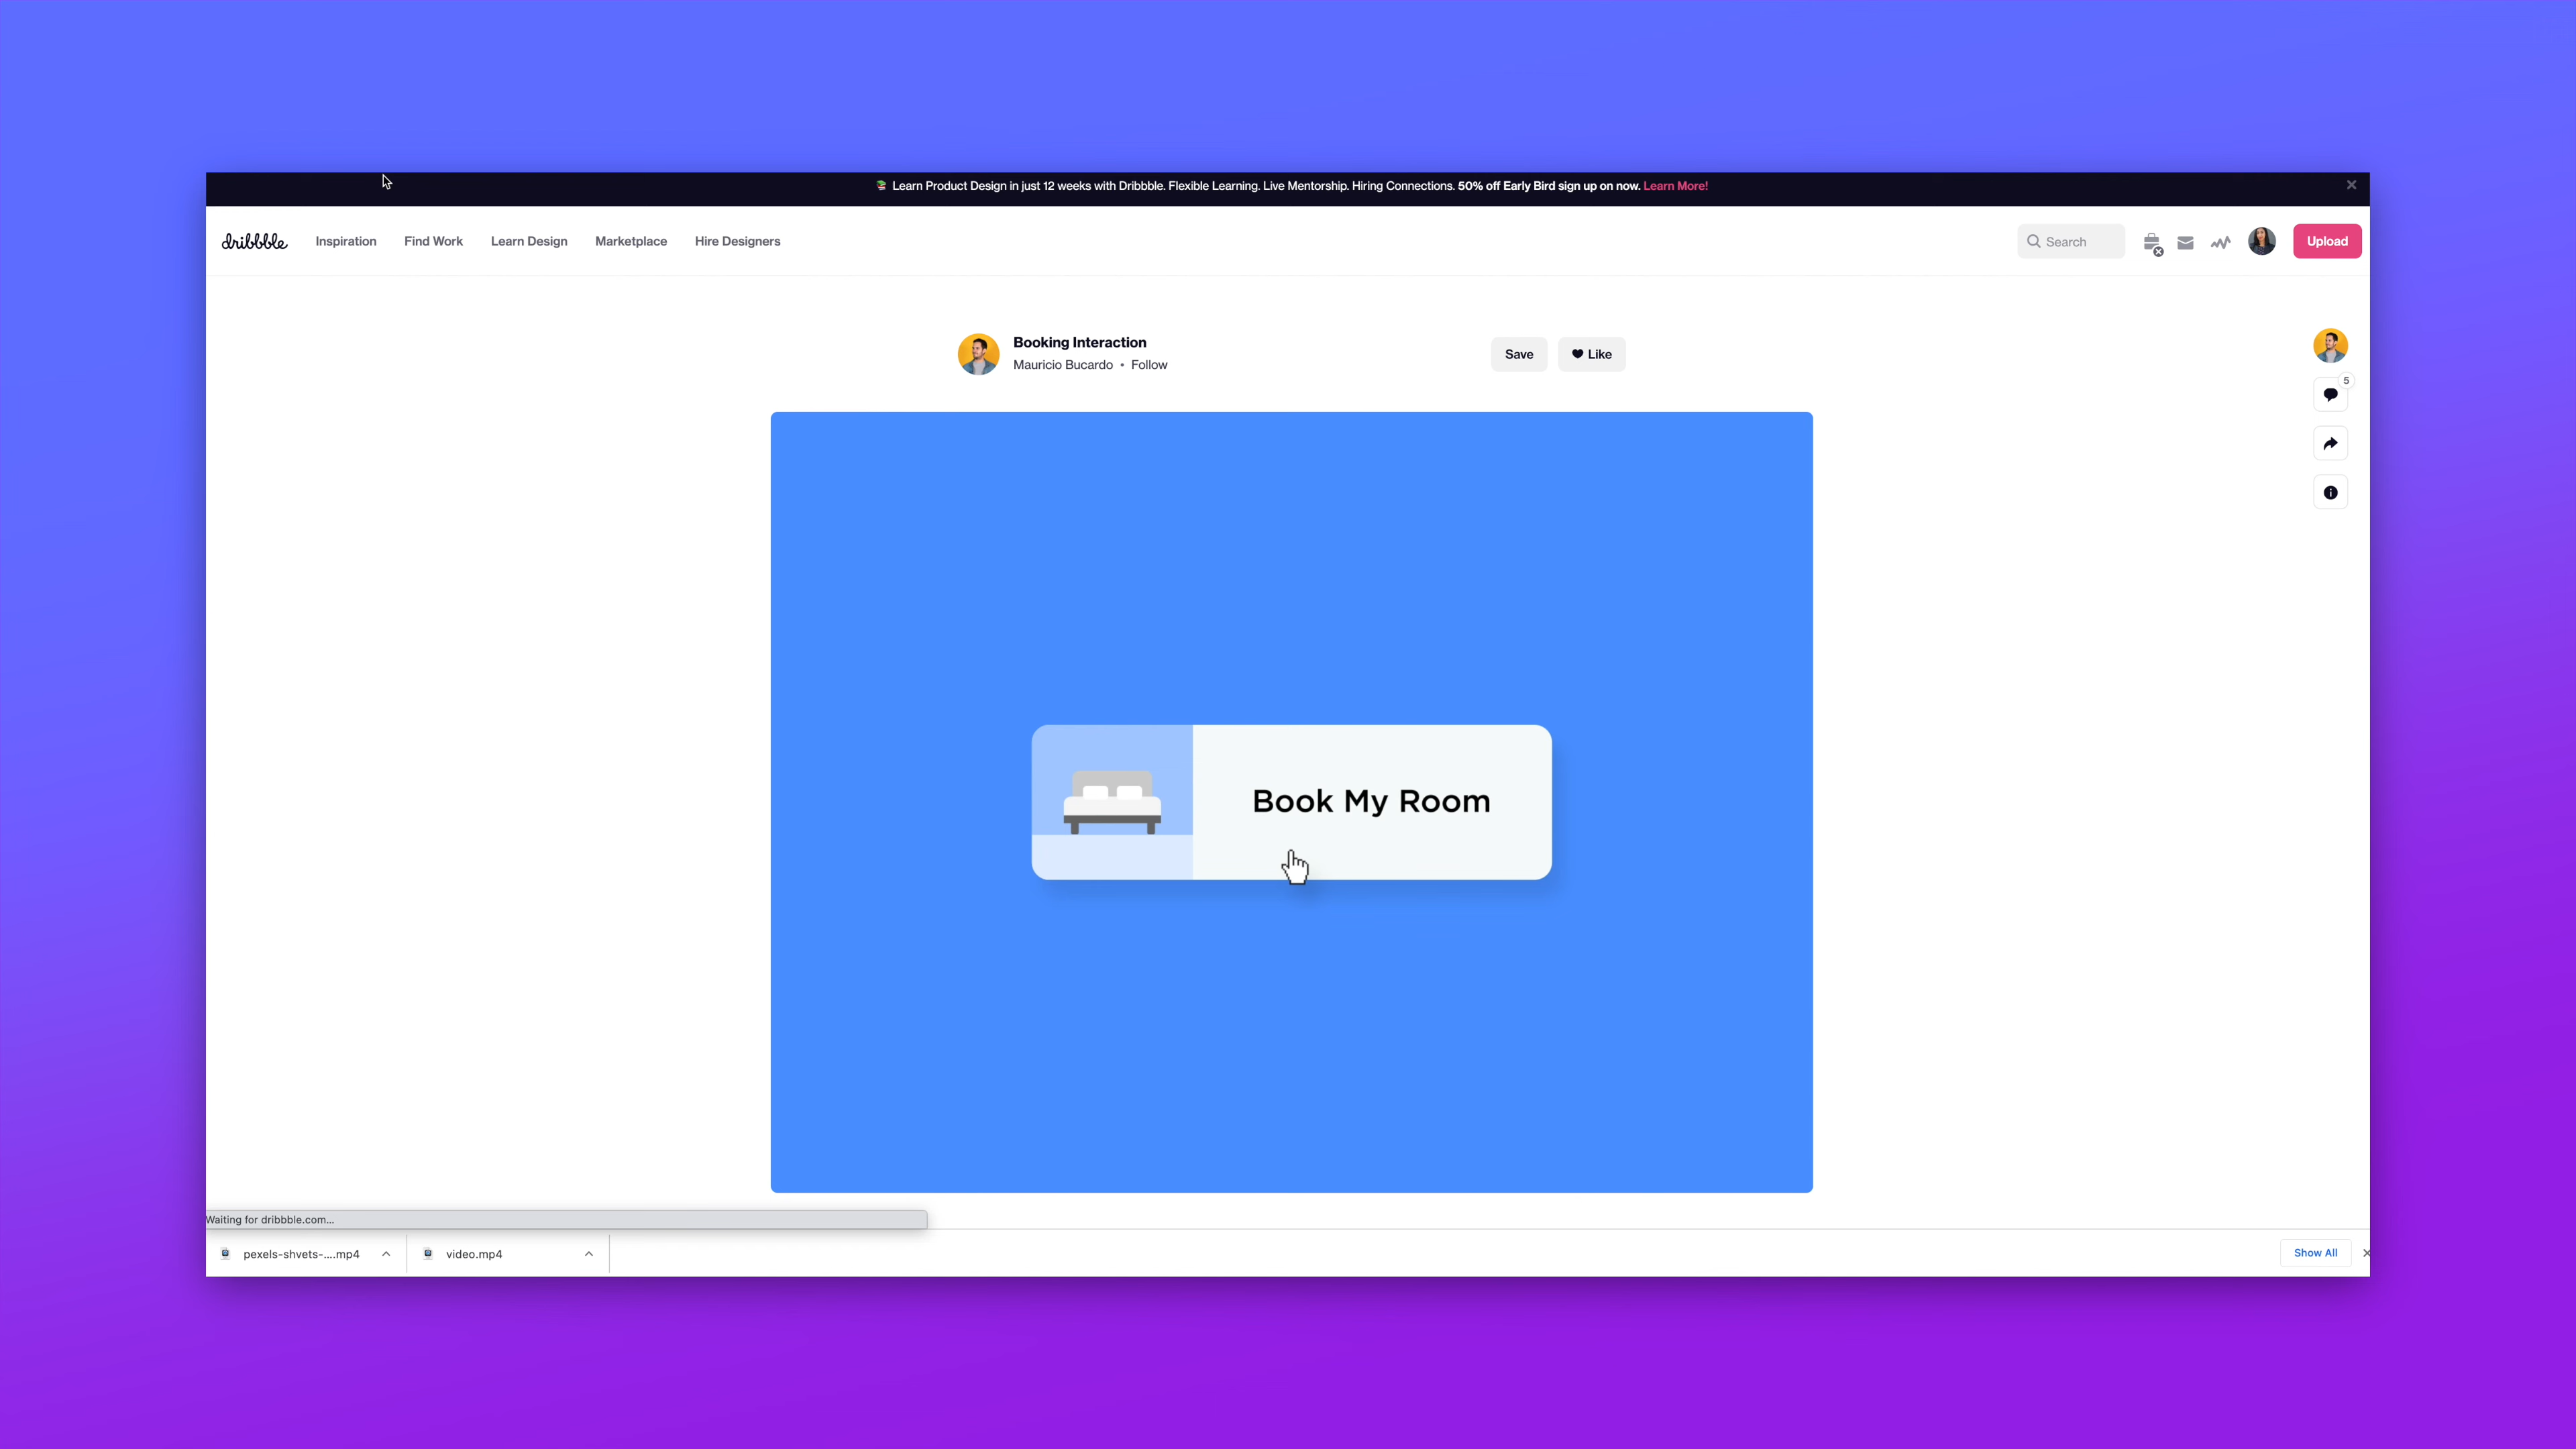 Learn Product Design in just 12 weeks with Dribbble. Flexible Learning. Live Mentorship. Hiring Connections. 50% off Early Bird sign up on now. Learn More!
dribbble
Inspiration
Find Work
Learn Design
Marketplace
Hire Designers
Search
Upload
Booking Interaction
Mauricio Bucardo • Follow
Save
Like
5
Book My Room
Waiting for dribbble.com...
pexels-shvets-....mp4
video.mp4
Show All